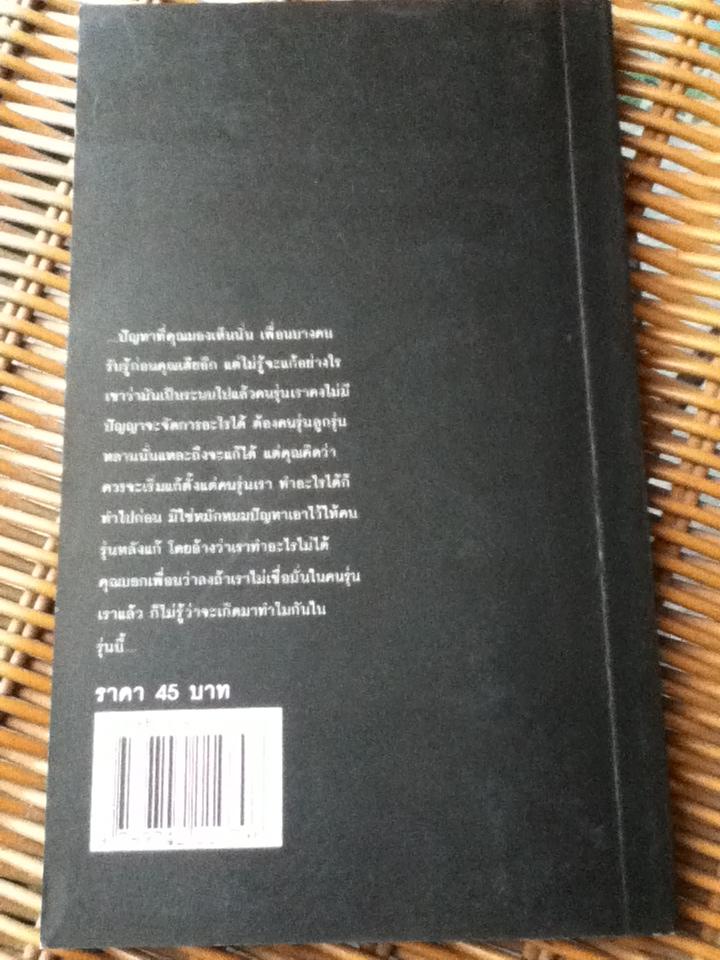 ...ปัญหาที่คุณมองเห็นนั่น เพื่อนบางคน
รับรู้ก่อนคุณเสียอีก แต่ไม่รู้จะแก้อย่างไร
เขาว่ามันเป็นระบบไปแล้วคนรุ่นเราคงไม่มี
ปัญญาจะจัดการอะไรได้ ต้องคนรุ่นลูกรุ่น
หลานนั่นแหละถึงจะแก้ได้ แต่คุณคิดว่า
ควรจะเริ่มแก้ตั้งแต่คนรุ่นเรา ทำอะไรได้ก็
ทำไปก่อน มิใช่หมักหมมปัญหาเอาไว้ให้คน
รุ่นหลังแก้ โดยอ้างว่าเราทำอะไรไม่ได้
คุณบอกเพื่อนว่าลงถ้าเราไม่เชื่อมั่นในคนรุ่น
เราแล้ว ก็ไม่รู้ว่าจะเกิดมาทำไมกันใน
รุ่นนี้...
ราคา 45 บาท